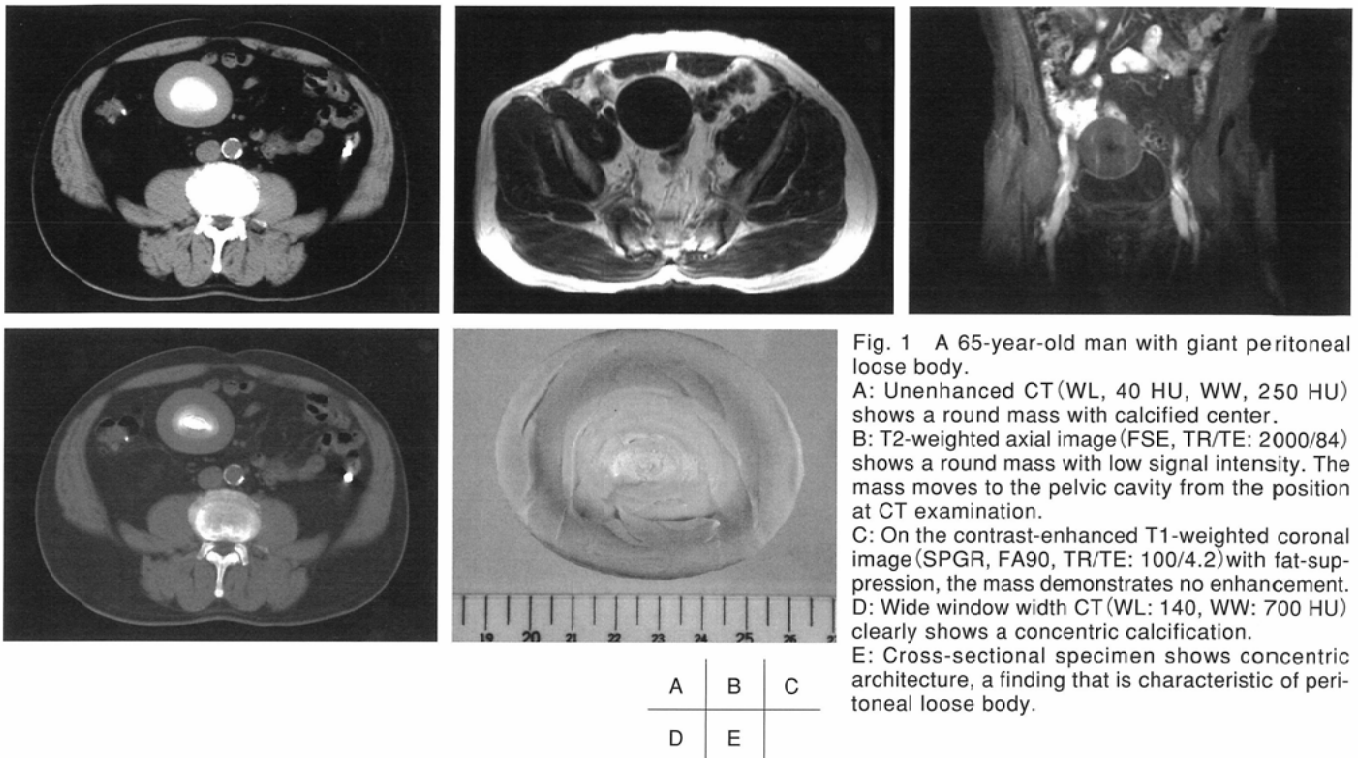 Fig. 1 A 65-year-old man with giant peritoneal
loose body.
A: Unenhanced CT(WL, 40 HU, WW, 250 HU)
shows a round mass with calcified center.
B: T2-weighted axial image(FSE, TR/TE: 2000/84)
shows a round mass with low signal intensity. The
mass moves to the pelvic cavity from the position
at CT examination.
C: On the contrast-enhanced T1-weighted coronal
image(SPGR, FA90, TR/TE: 100/4.2)with fat-sup-
pression, the mass demonstrates no enhancement.
D: Wide window width CT(WL: 140, WW: 700 HU)
clearly shows a concentric calcification.
E: Cross-sectional specimen shows concentric
architecture, a finding that is characteristic of peri-
toneal loose body.
19 20 21 22 23 24 25 26
A B C
D E